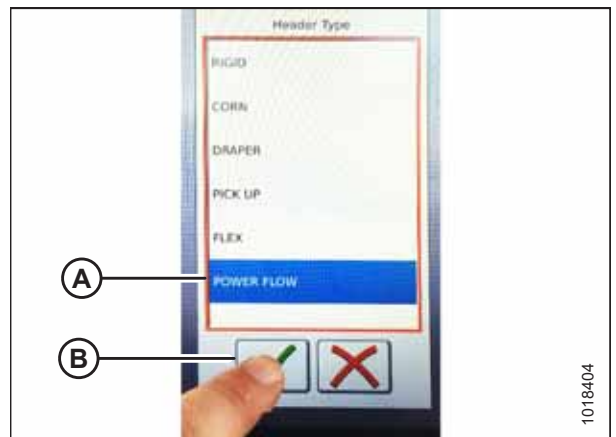 Header Type
RIGID
CORN
DRAPER
PICK UP
FLEX
POWER FLOW
A
B
1018404